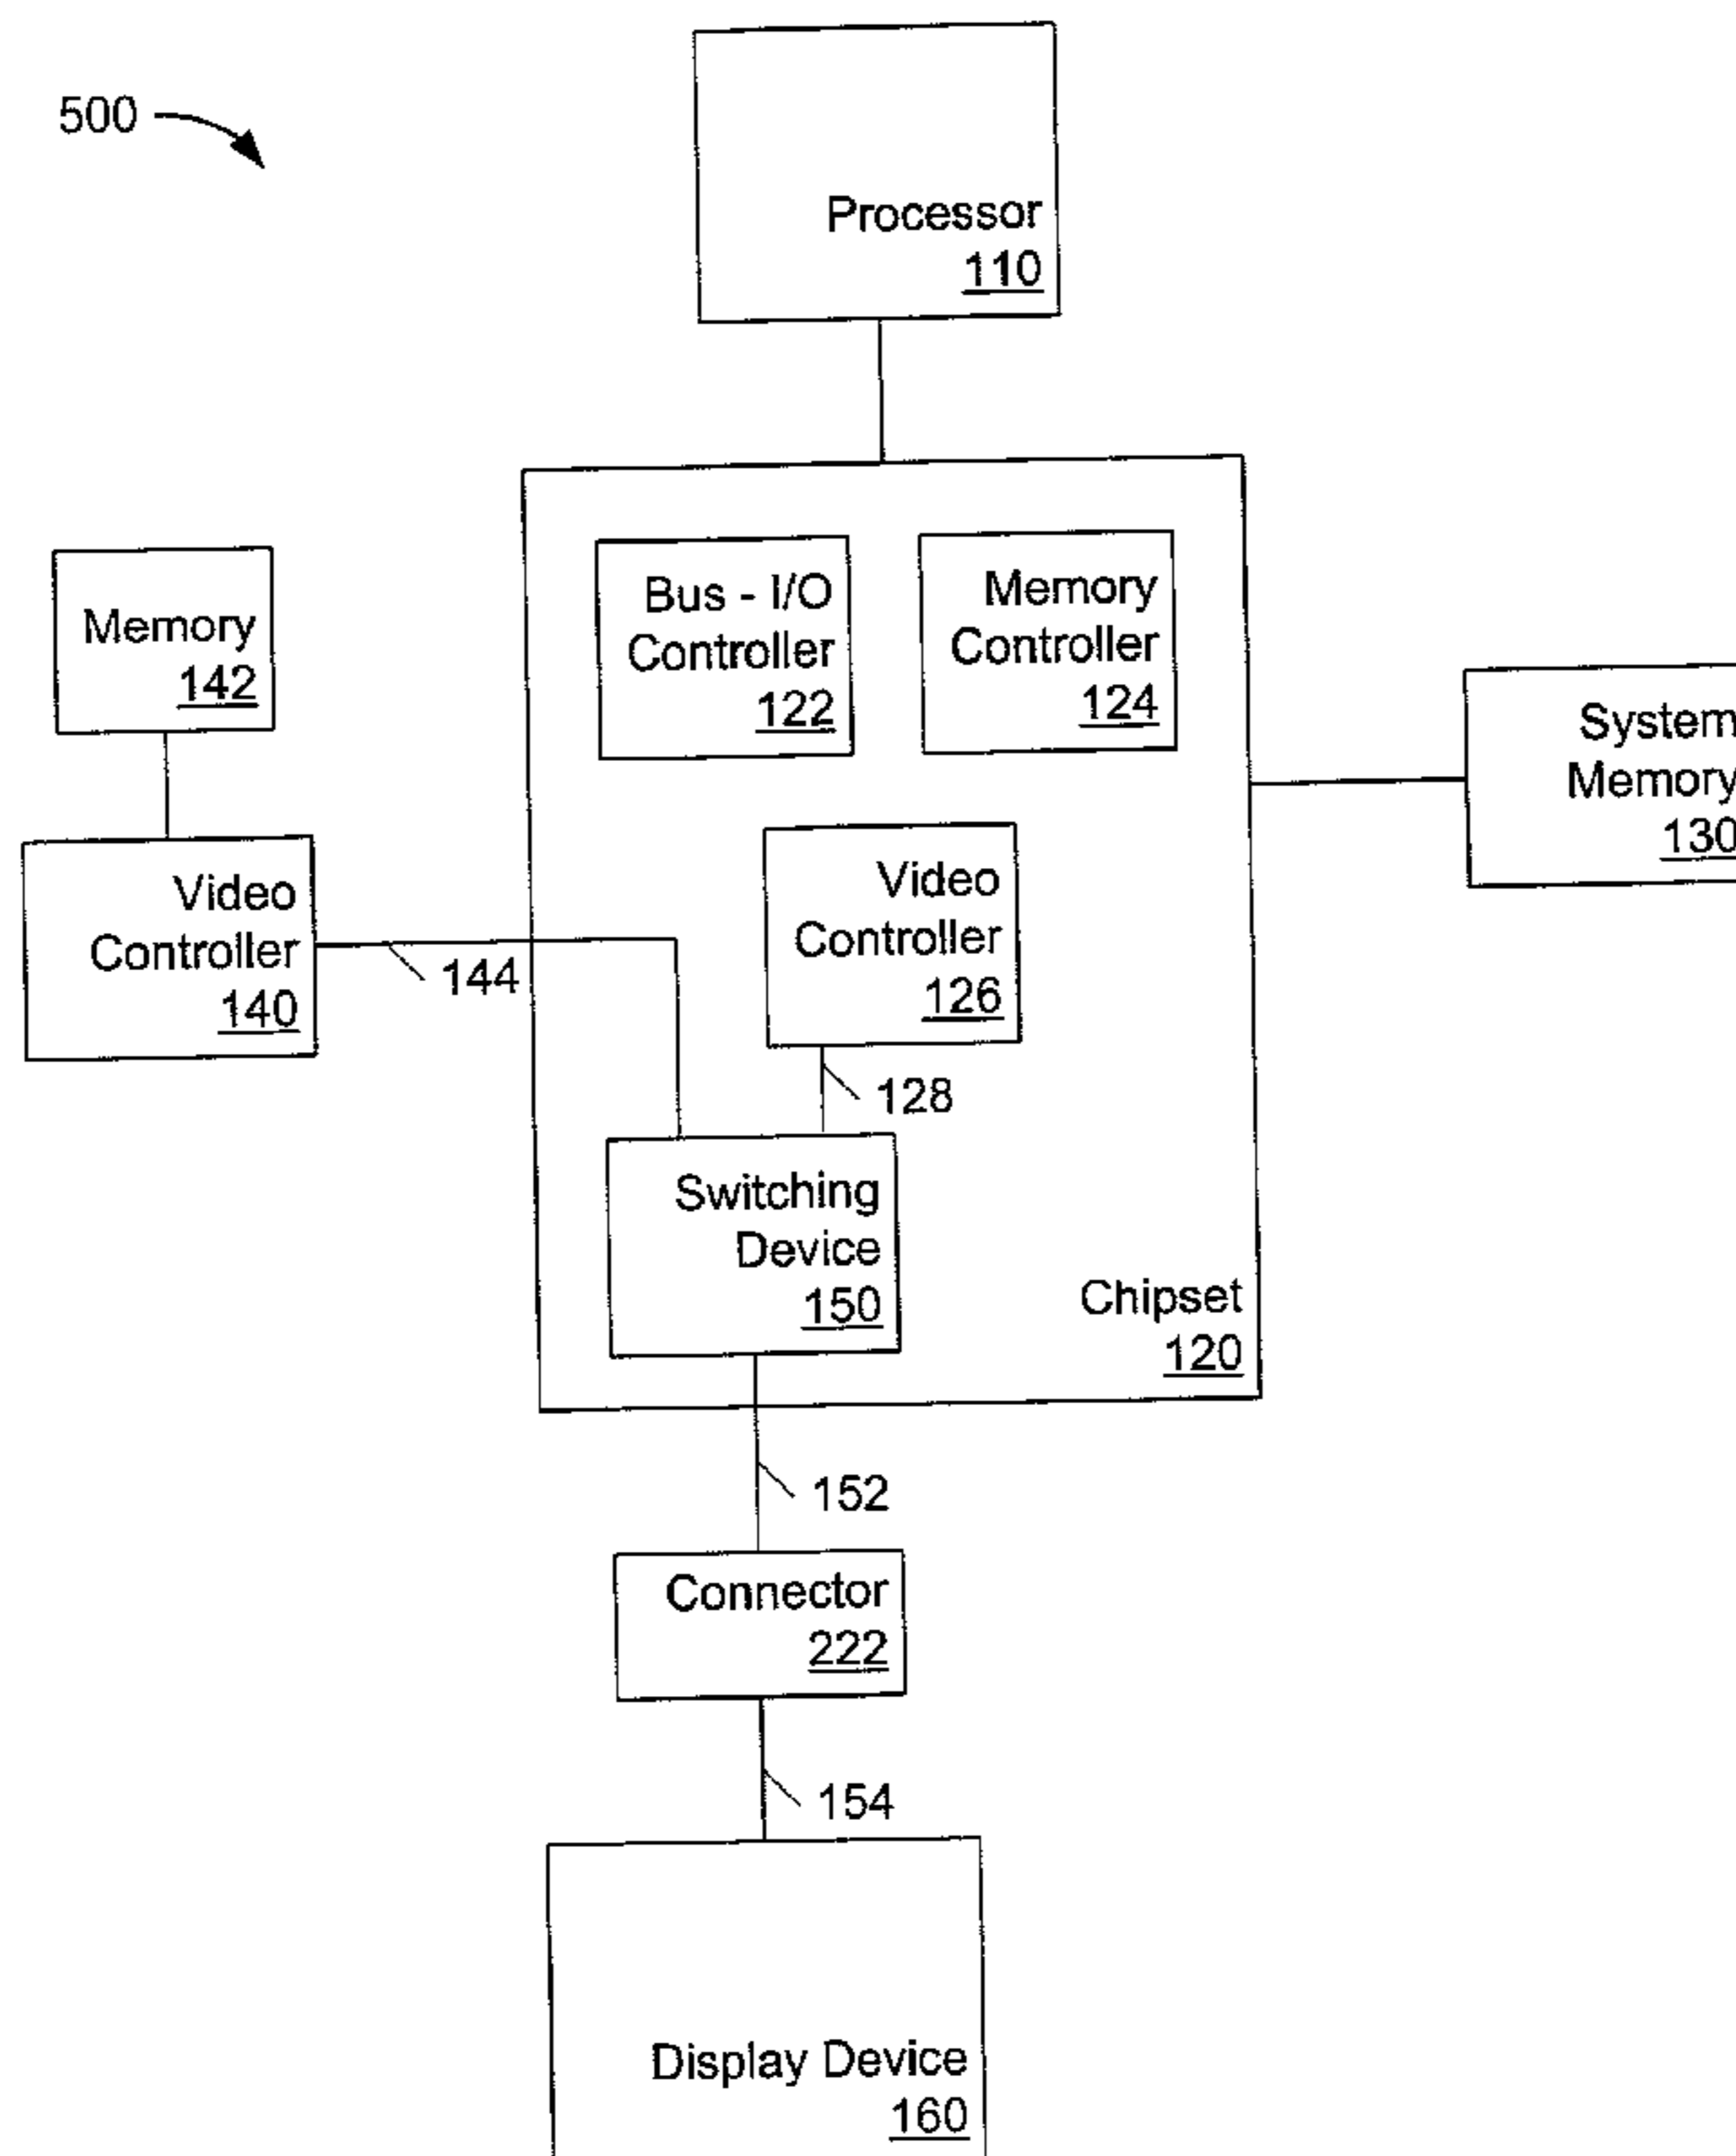 500
Processor
110
Bus - I/O
Controller
122
Memory
Controller
124
Memory
142
System
Memory
130
Video
Controller
140
144
Video
Controller
126
128
Switching
Device
150
Chipset
120
152
Connector
222
154
Display Device
160